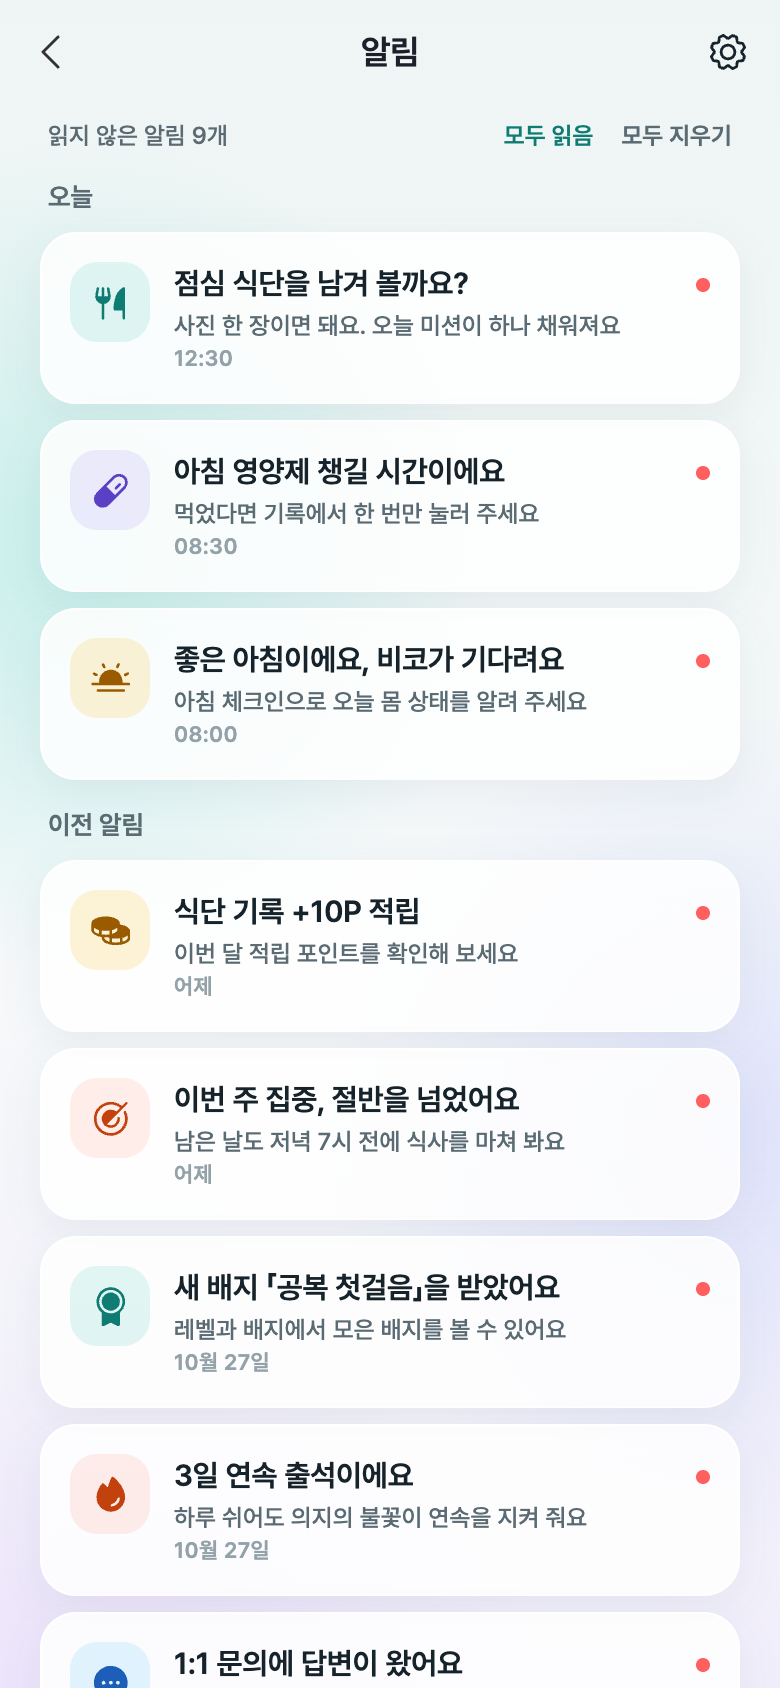 알림
읽지 않은 알림 9개
모두 읽음
모두 지우기
오늘
점심 식단을 남겨 볼까요?
사진 한 장이면 돼요. 오늘 미션이 하나 채워져요
12:30
아침 영양제 챙길 시간이에요
먹었다면 기록에서 한 번만 눌러 주세요
08:30
좋은 아침이에요, 비코가 기다려요
아침 체크인으로 오늘 몸 상태를 알려 주세요
08:00
이전 알림
식단 기록 +10P 적립
이번 달 적립 포인트를 확인해 보세요
어제
이번 주 집중, 절반을 넘었어요
남은 날도 저녁 7시 전에 식사를 마쳐 봐요
어제
새 배지 「공복 첫걸음」을 받았어요
레벨과 배지에서 모은 배지를 볼 수 있어요
10월 27일
3일 연속 출석이에요
하루 쉬어도 의지의 불꽃이 연속을 지켜 줘요
10월 27일
1:1 문의에 답변이 왔어요